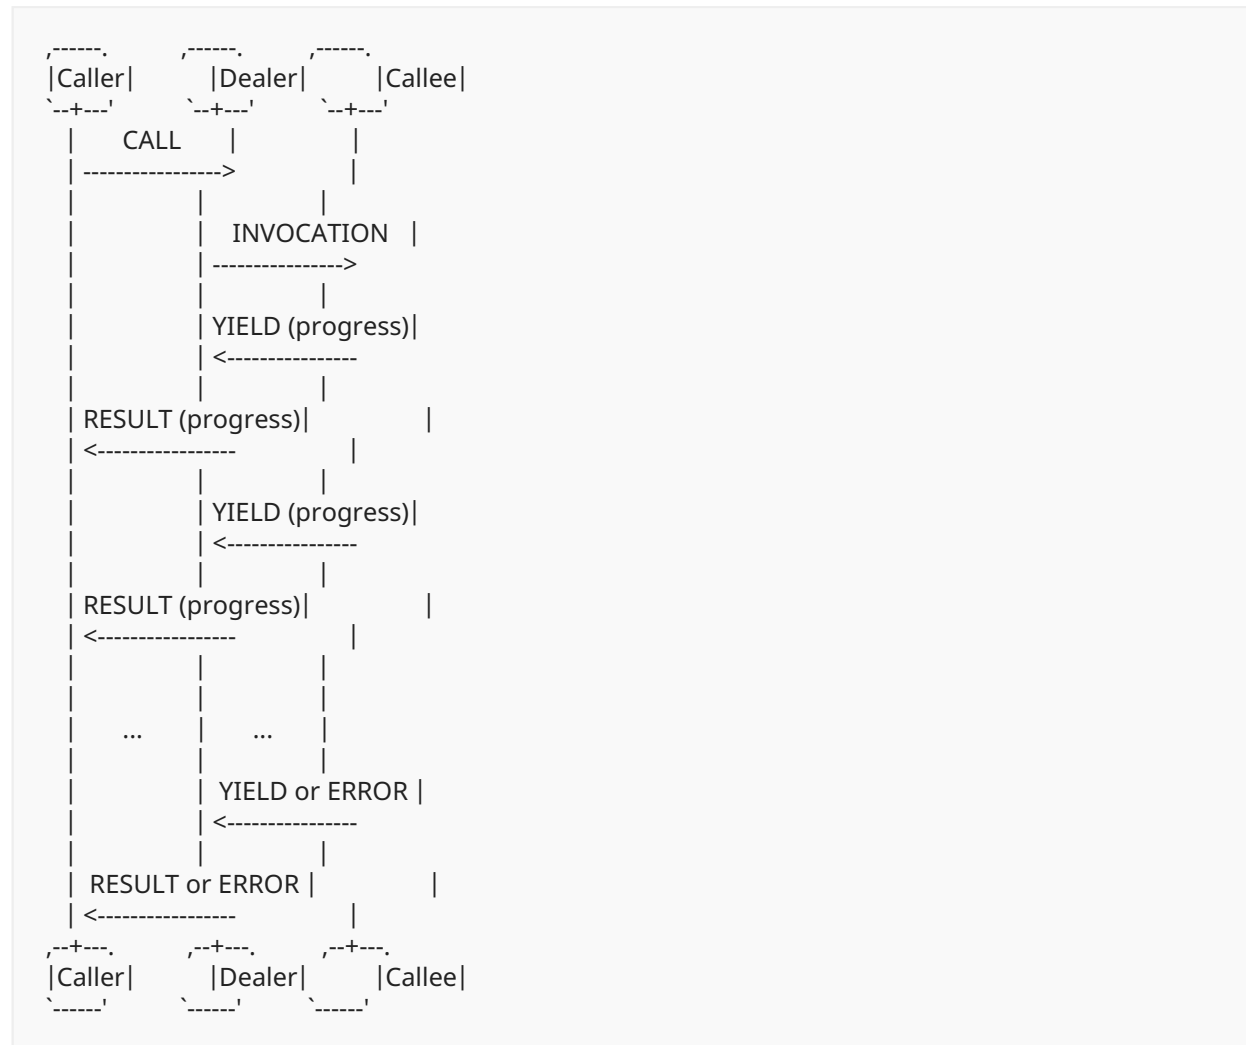 ,------.          ,------.          ,------.
|Caller|          |Dealer|          |Callee|
`--+---'          `--+---'          `--+---'
   |       CALL       |                  |
   | ----------------->                  |
   |                  |                  |
   |                  |    INVOCATION   |
   |                  | ---------------->
   |                  |                  |
   |                  | YIELD (progress)|
   |                  | <----------------
   |                  |                  |
   | RESULT (progress)|                  |
   | <-----------------                  |
   |                  |                  |
   |                  | YIELD (progress)|
   |                  | <----------------
   |                  |                  |
   | RESULT (progress)|                  |
   | <-----------------                  |
   |                  |                  |
   |                  |                  |
   |       ...        |       ...        |
   |                  |                  |
   |                  |  YIELD or ERROR |
   |                  | <----------------
   |                  |                  |
   |  RESULT or ERROR |                  |
   | <-----------------                  |
,--+---.          ,--+---.          ,--+---.
|Caller|          |Dealer|          |Callee|
`------'          `------'          `------'